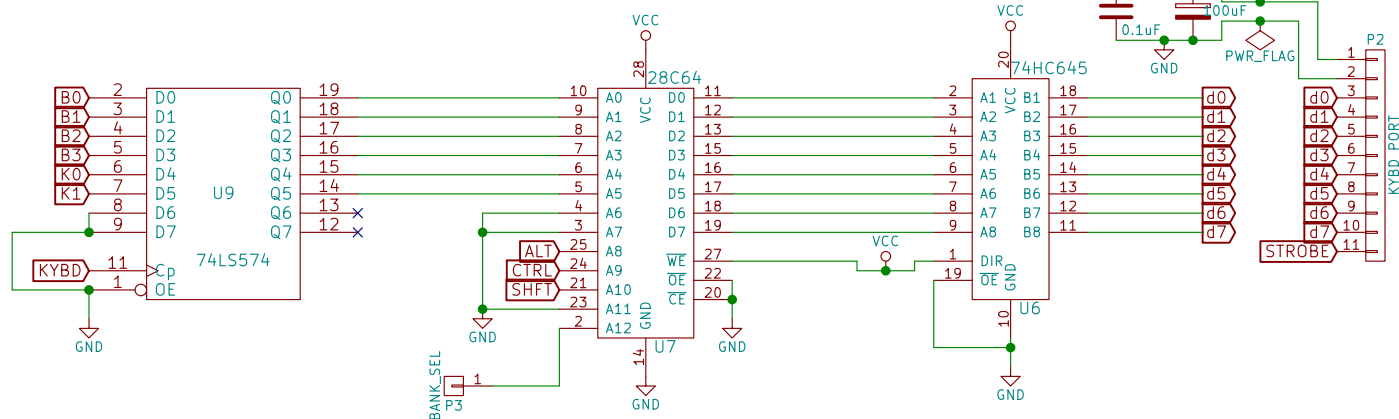 VCC
VCC
100uF
0.1uF
GND
PWR_FLAG
P2
28
28C64
20
74HC645
1
2
B0 2 D0 Q0 19 10 A0 VCC D0 11 2 A1 VCC B1 18 d0 d0 3
B1 3 D1 Q1 18 9 A1 D1 12 3 A2 B2 17 d1 d1 4
B2 4 D2 Q2 17 8 A2 D2 13 4 A3 B3 16 d2 d2 5
B3 5 D3 Q3 16 7 A3 D3 15 5 A4 B4 15 d3 d3 6
K0 6 D4 Q4 15 6 A4 D4 16 6 A5 B5 14 d4 d4 7
K1 7 D5 U9 Q5 14 5 A5 D5 17 7 A6 B6 13 d5 d5 8
8 D6 Q6 13 4 A6 D6 18 8 A7 B7 12 d6 d6 9
9 D7 Q7 12 3 A7 D7 19 9 A8 B8 11 d7 d7 10
KYBD PORT
ALT 25 A8 VCC STROBE 11
74LS574 WE 27 1 DIR
KYBD 11 Cp CTRL 24 A9 OE 22 19 OE GND
1 OE SHFT 21 A10 CE 20
23 A11 GND U6
2 A12 10
GND GND GND
U7
14
BANK_SEL
1
P3
GND GND